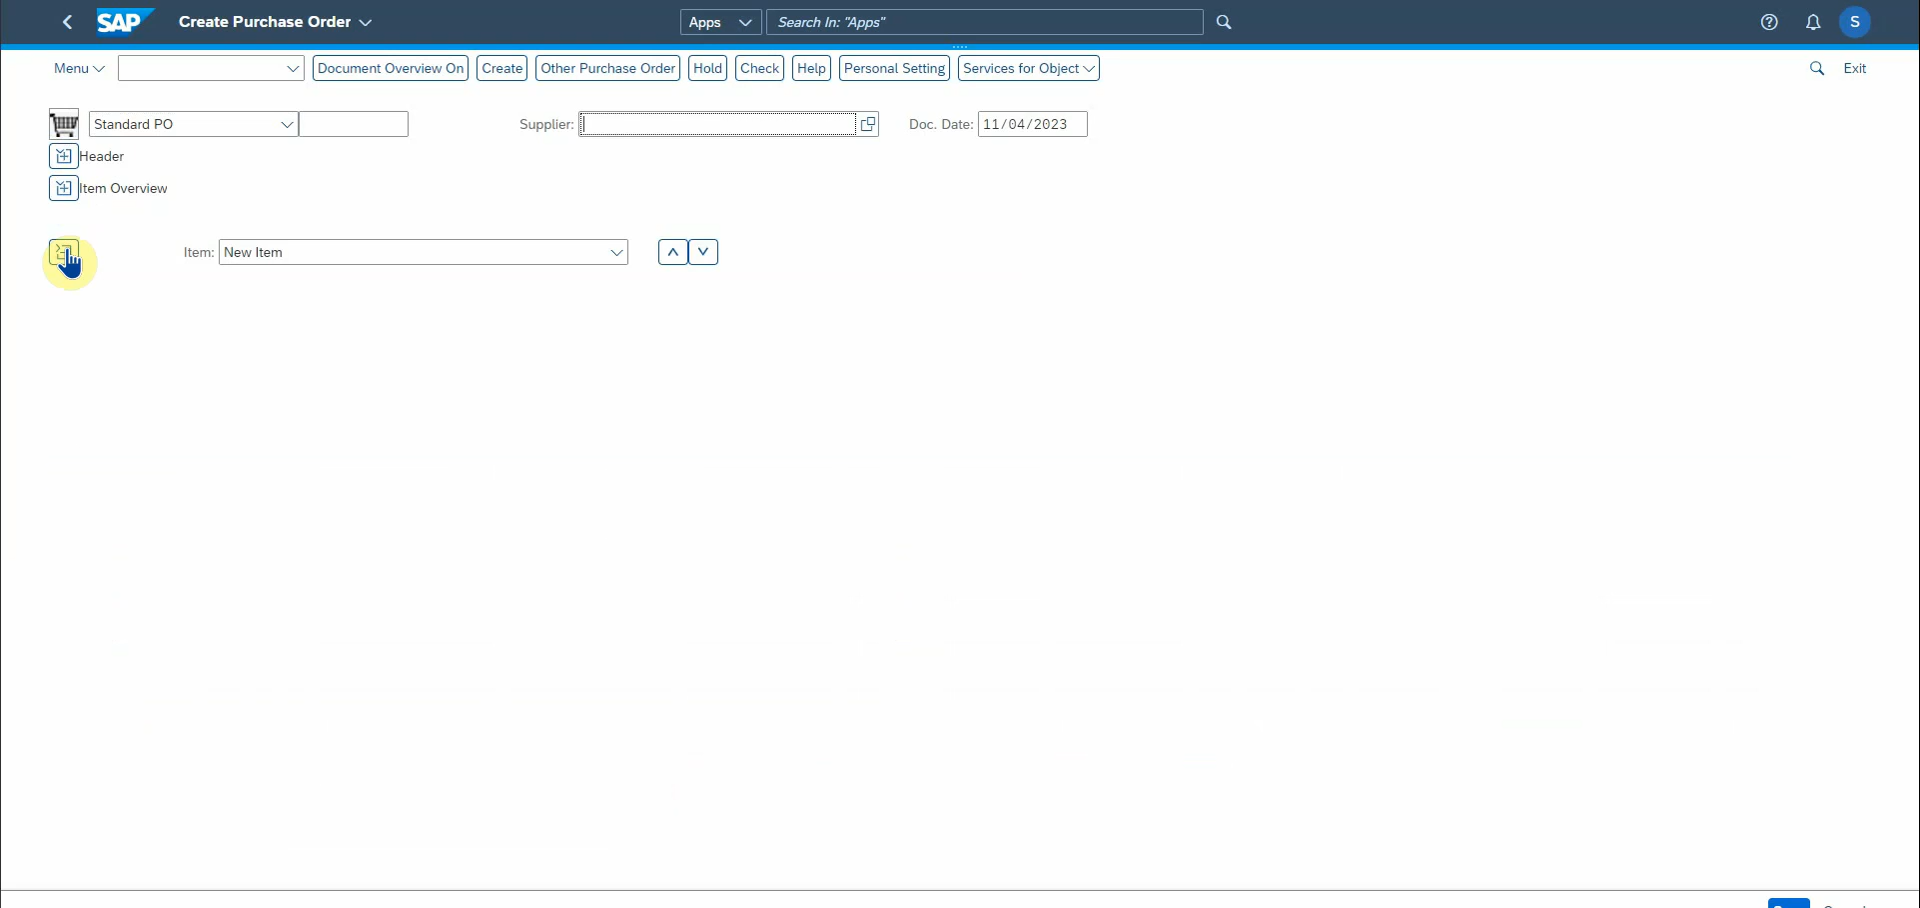 SAP Create Purchase Order Apps Search In: "Apps" S
Menu Document Overview On Create Other Purchase Order Hold Check Help Personal Setting Services for Object Exit
Standard PO Supplier: Doc. Date: 11/04/2023
Header
Item Overview
Item: New Item